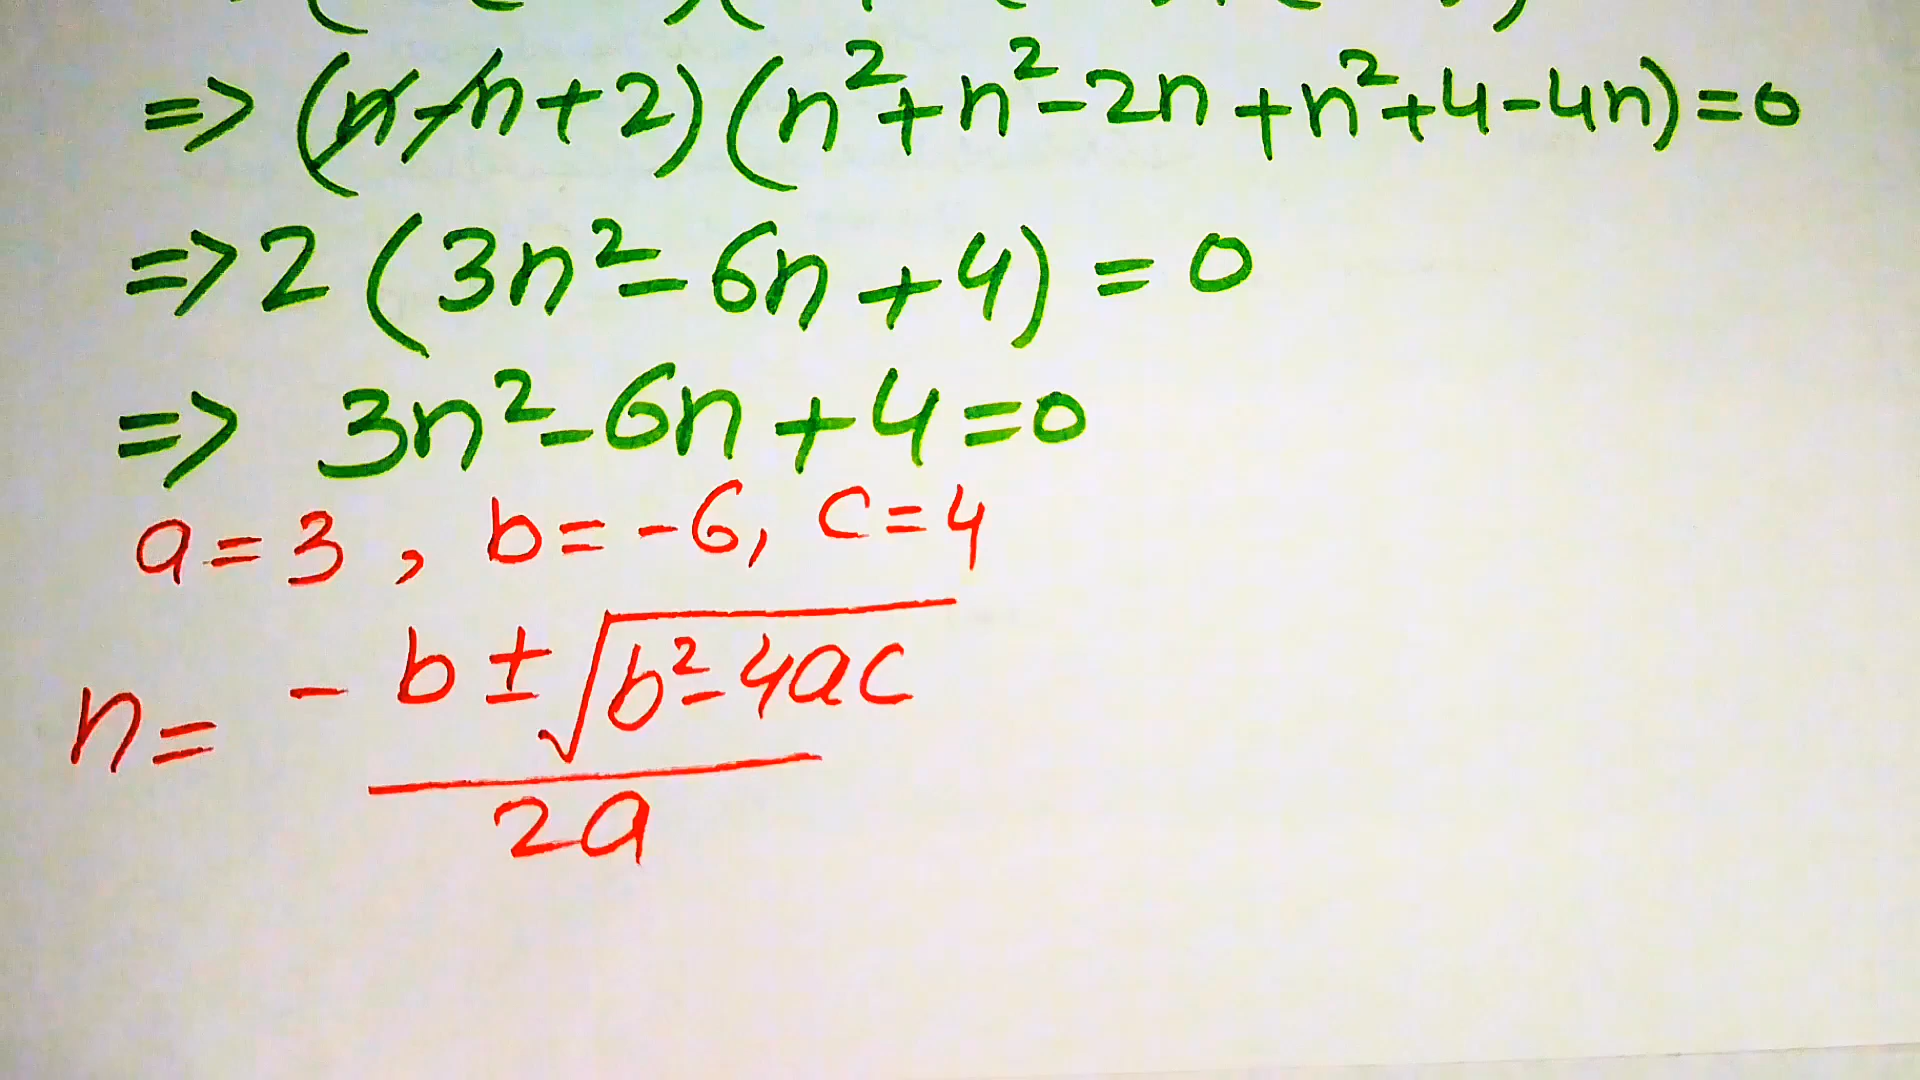 => (n-n+2)(n²+n²-2n+n²+4-4n)=0
=> 2(3n²-6n+4)=0
=> 3n²-6n+4=0
a=3, b=-6, c=4
n= -b±√b²-4ac
2a